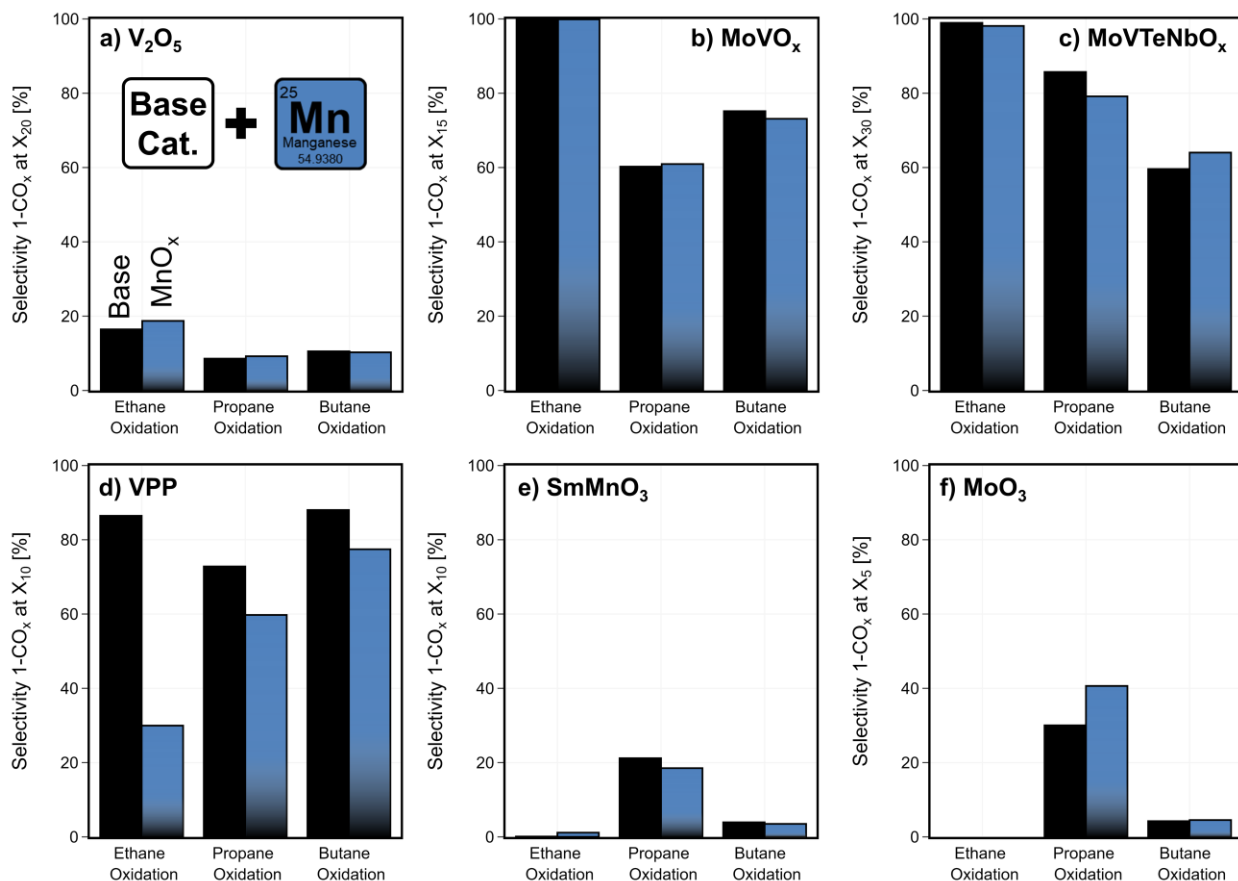 a) V₂O₅
Selectivity 1-COₓ at X₂₀ [%]
100
80
60
40
20
0
Base
Cat.
+
25
Mn
Manganese
54.9380
Base
MnOₓ
Ethane
Oxidation
Propane
Oxidation
Butane
Oxidation
b) MoVOₓ
Selectivity 1-COₓ at X₁₅ [%]
100
80
60
40
20
0
Ethane
Oxidation
Propane
Oxidation
Butane
Oxidation
c) MoVTeNbOₓ
Selectivity 1-COₓ at X₃₀ [%]
100
80
60
40
20
0
Ethane
Oxidation
Propane
Oxidation
Butane
Oxidation
d) VPP
Selectivity 1-COₓ at X₁₀ [%]
100
80
60
40
20
0
Ethane
Oxidation
Propane
Oxidation
Butane
Oxidation
e) SmMnO₃
Selectivity 1-COₓ at X₁₀ [%]
100
80
60
40
20
0
Ethane
Oxidation
Propane
Oxidation
Butane
Oxidation
f) MoO₃
Selectivity 1-COₓ at X₅ [%]
100
80
60
40
20
0
Ethane
Oxidation
Propane
Oxidation
Butane
Oxidation